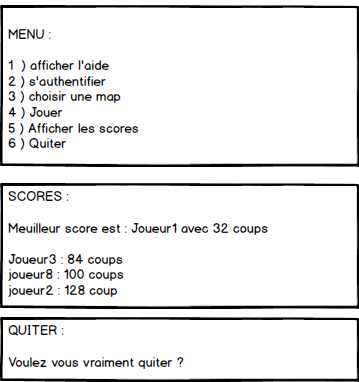 MENU :
1 ) afficher l'aide
2 ) s'authentifier
3 ) choisir une map
4 ) Jouer
5 ) Afficher les scores
6 ) Quiter
SCORES :
Meuilleur score est : Joueur1 avec 32 coups
Joueur3 : 84 coups
joueur8 : 100 coups
joueur2 : 128 coup
QUITER :
Voulez vous vraiment quiter ?